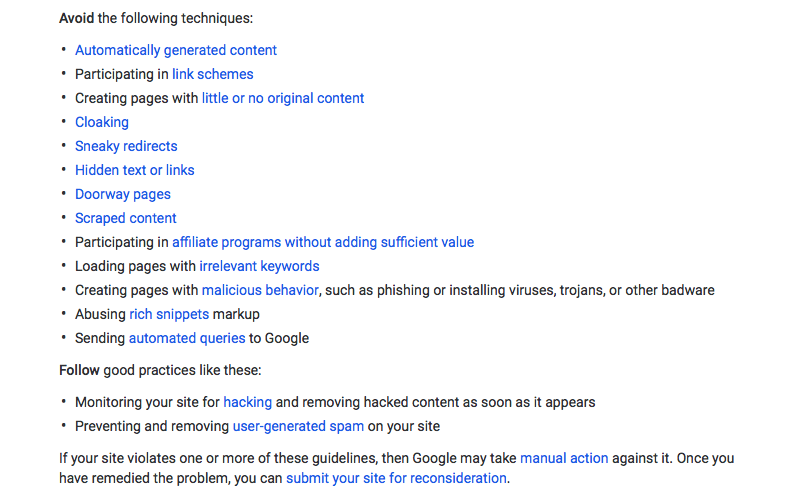 Avoid the following techniques:
• Automatically generated content
• Participating in link schemes
• Creating pages with little or no original content
• Cloaking
• Sneaky redirects
• Hidden text or links
• Doorway pages
• Scraped content
• Participating in affiliate programs without adding sufficient value
• Loading pages with irrelevant keywords
• Creating pages with malicious behavior, such as phishing or installing viruses, trojans, or other badware
• Abusing rich snippets markup
• Sending automated queries to Google
Follow good practices like these:
• Monitoring your site for hacking and removing hacked content as soon as it appears
• Preventing and removing user-generated spam on your site
If your site violates one or more of these guidelines, then Google may take manual action against it. Once you
have remedied the problem, you can submit your site for reconsideration.